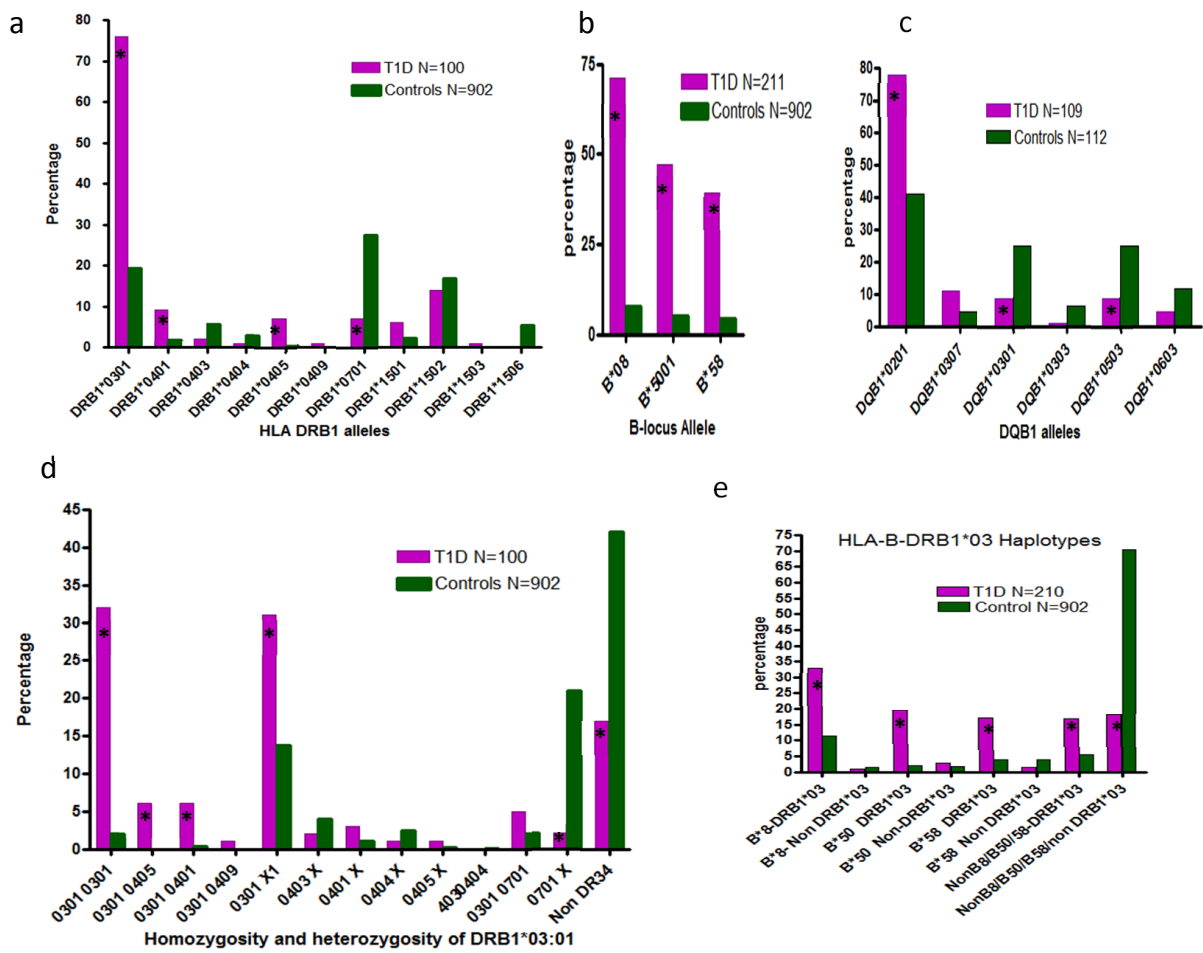 a
Percentage
80
70
60
50
40
30
20
10
0
*
*
*
*
T1D N=100
Controls N=902
DRB1*0301
DRB1*0401
DRB1*0403
DRB1*0404
DRB1*0405
DRB1*0409
DRB1*0701
DRB1*1501
DRB1*1502
DRB1*1503
DRB1*1506
HLA DRB1 alleles
b
percentage
75
50
25
0
*
*
*
T1D N=211
Controls N=902
B*08
B*5001
B*58
B-locus Allele
c
percentage
80
70
60
50
40
30
20
10
0
*
*
*
T1D N=109
Controls N=112
DQB1*0201
DQB1*0307
DQB1*0301
DQB1*0303
DQB1*0503
DQB1*0603
DQB1 alleles
d
Percentage
45
40
35
30
25
20
15
10
5
0
*
*
*
*
*
*
T1D N=100
Controls N=902
0301 0301
0301 0405
0301 0401
0301 0409
0301 X1
0403 X
0401 X
0404 X
0405 X
4030404
0301 0701
0701 X
Non DR34
Homozygosity and heterozygosity of DRB1*03:01
e
HLA-B-DRB1*03 Haplotypes
percentage
75
70
65
60
55
50
45
40
35
30
25
20
15
10
5
0
*
*
*
*
*
T1D N=210
Control N=902
B*8-DRB1*03
B*8- Non DRB1*03
B*50 DRB1*03
B*50 Non-DRB1*03
B*58 DRB1*03
B*58 Non DRB1*03
NonB8/B50/58-DRB1*03
NonB8/B50/B58/non DRB1*03